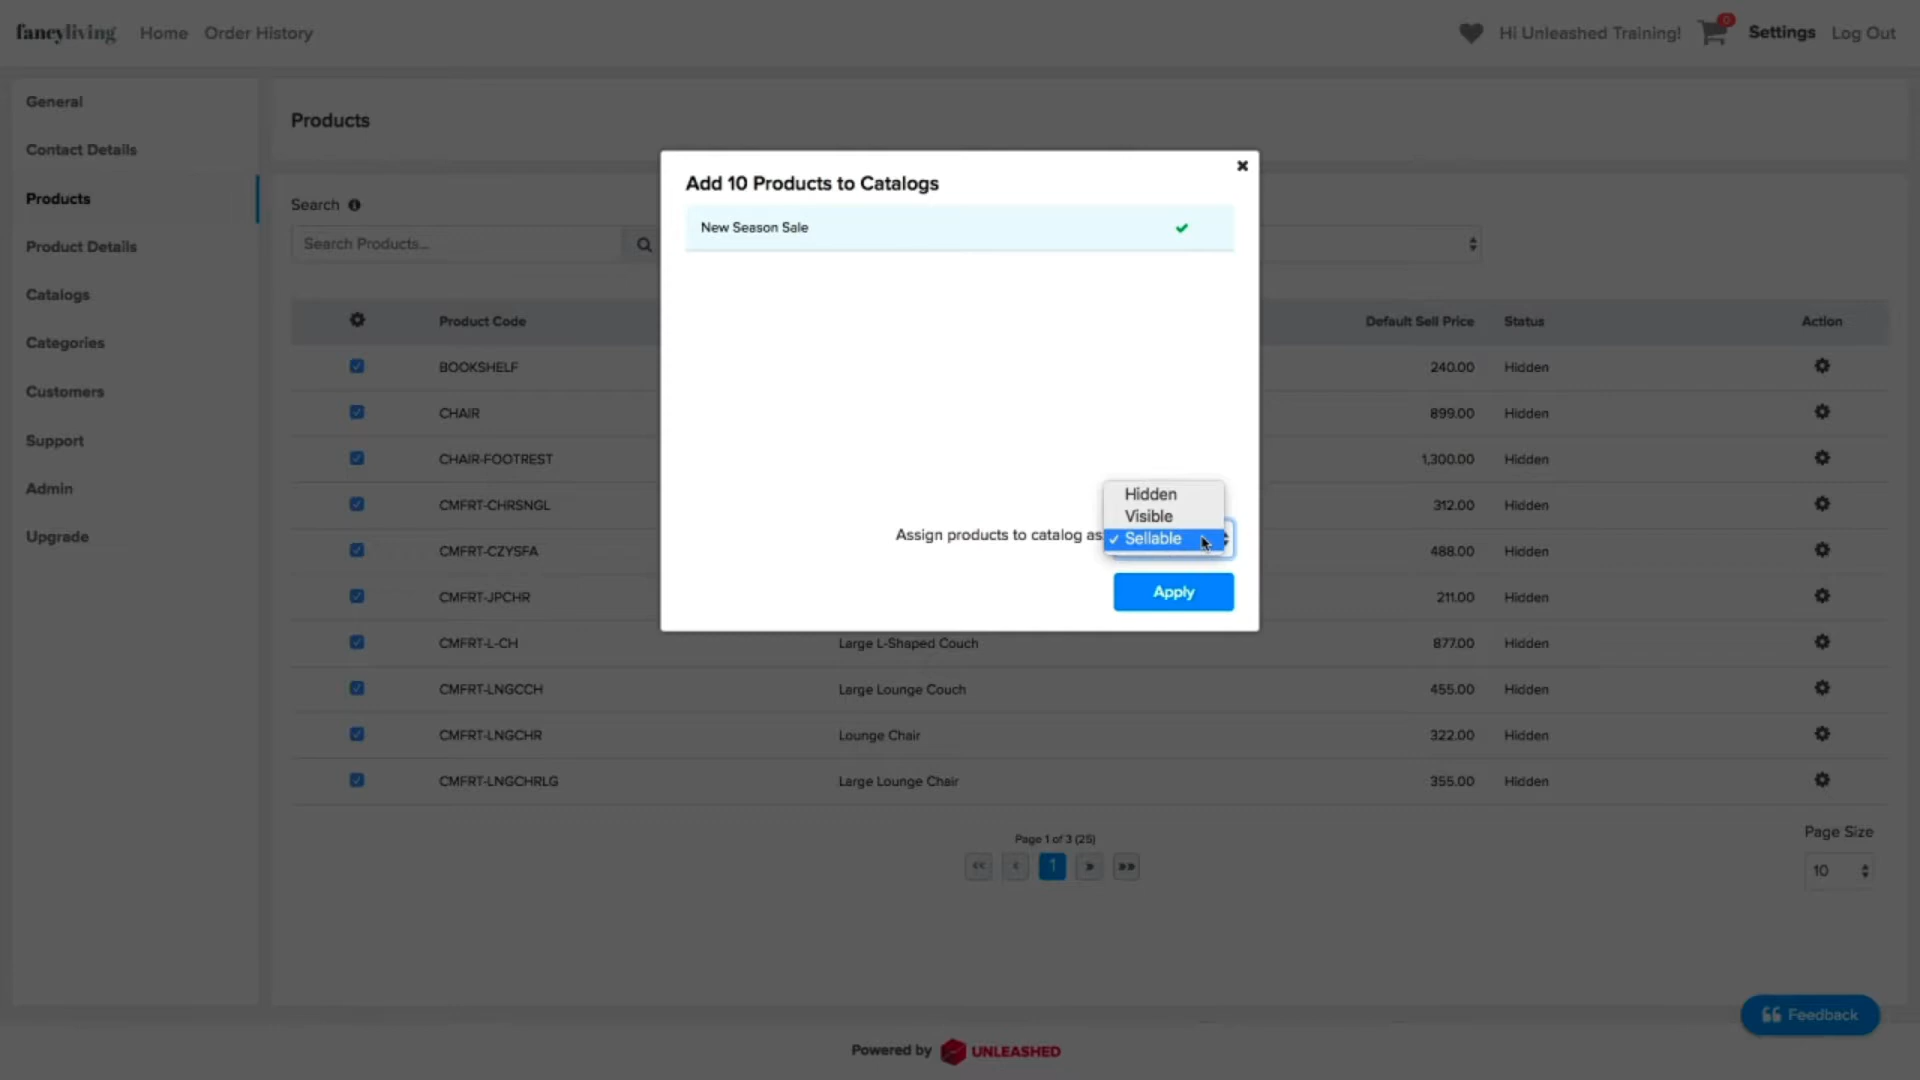 fancyliving Home Order History Hi Unleashed Training! 0 Settings Log Out
General
Contact Details
Products
Product Details
Catalogs
Categories
Customers
Support
Admin
Upgrade
Products
Search
Search Products...
Add 10 Products to Catalogs
New Season Sale
Hidden
Visible
Assign products to catalog as
Sellable
Apply
Product Code Default Sell Price Status Action
BOOKSHELF 240.00 Hidden
CHAIR 899.00 Hidden
CHAIR-FOOTREST 1,300.00 Hidden
CMFRT-CHRSNGL 312.00 Hidden
CMFRT-CZYSFA 488.00 Hidden
CMFRT-JPCHR 211.00 Hidden
CMFRT-L-CH Large L-Shaped Couch 877.00 Hidden
CMFRT-LNGCCH Large Lounge Couch 455.00 Hidden
CMFRT-LNGCHR Lounge Chair 322.00 Hidden
CMFRT-LNGCHRLG Large Lounge Chair 355.00 Hidden
Page 1 of 3 (25)
<< < 1 > >>
Page Size
10
Feedback
Powered by UNLEASHED